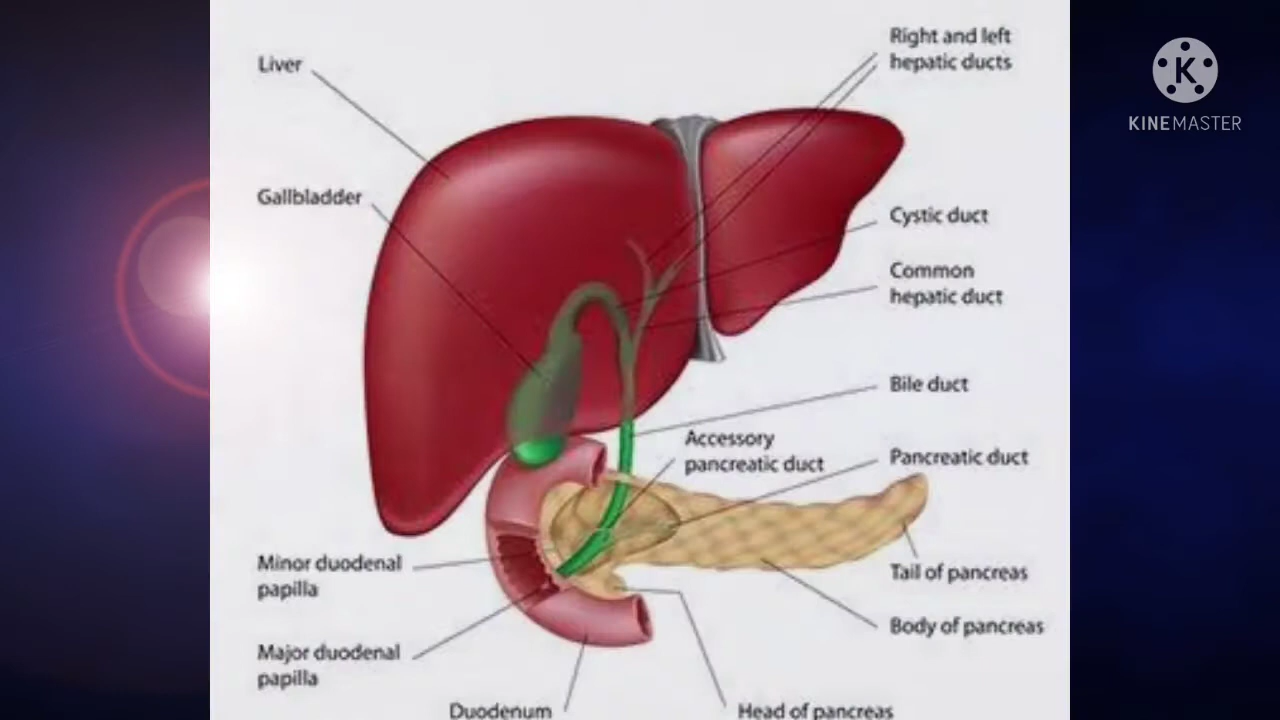 Right and left
hepatic ducts
Liver
Gallbladder
Cystic duct
Common
hepatic duct
Bile duct
Accessory
pancreatic duct
Pancreatic duct
Minor duodenal
papilla
Tail of pancreas
Body of pancreas
Major duodenal
papilla
Duodenum
Head of pancreas
K
KINEMASTER